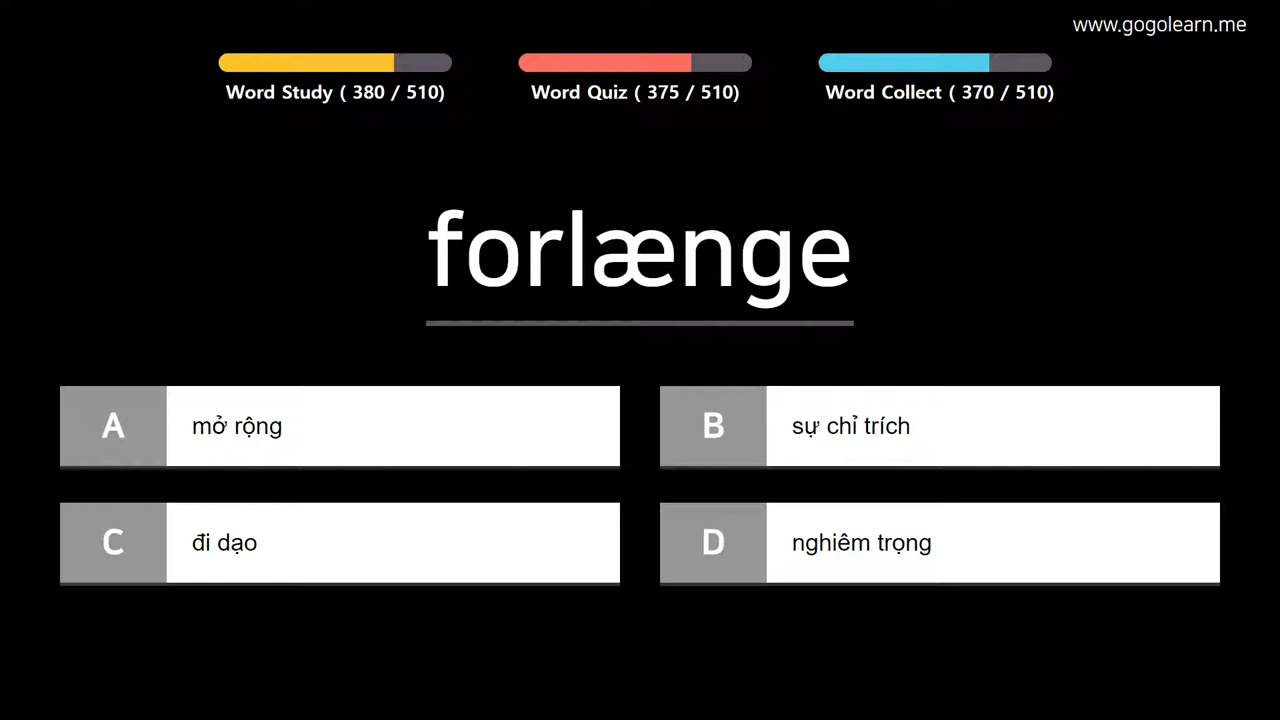 www.gogolearn.me
Word Study ( 380 / 510)
Word Quiz ( 375 / 510)
Word Collect ( 370 / 510)
forlænge
A mở rộng
B sự chỉ trích
C đi dạo
D nghiêm trọng